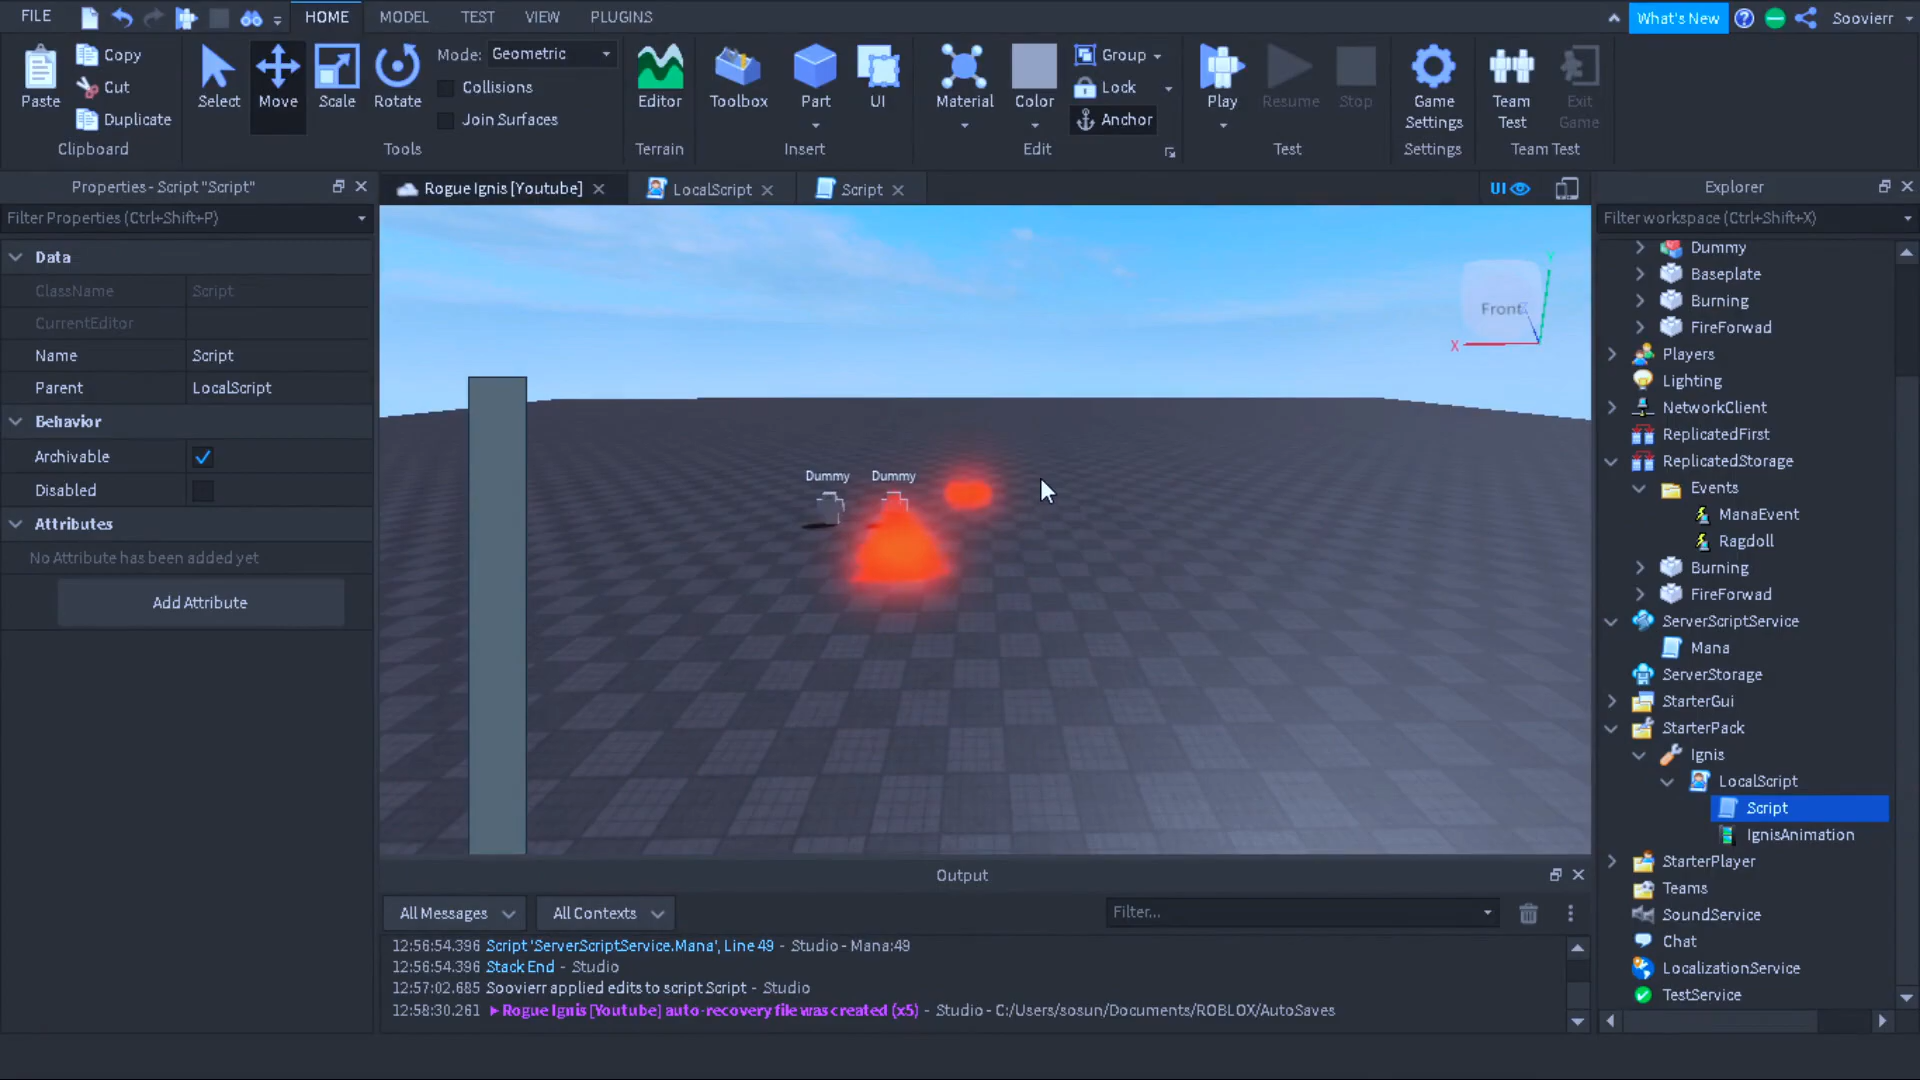 FILE
HOME
MODEL
TEST
VIEW
PLUGINS
What's New
Soovierr
Paste
Copy
Cut
Duplicate
Clipboard
Select
Move
Scale
Rotate
Mode: Geometric
Collisions
Join Surfaces
Tools
Editor
Terrain
Toolbox
Part
UI
Insert
Material
Color
Group
Lock
Anchor
Edit
Play
Resume
Stop
Test
Game
Settings
Settings
Team
Test
Exit
Game
Team Test
Properties - Script "Script"
Filter Properties (Ctrl+Shift+P)
Data
ClassName Script
CurrentEditor
Name Script
Parent LocalScript
Behavior
Archivable
Disabled
Attributes
No Attribute has been added yet
Add Attribute
Rogue Ignis [Youtube]
LocalScript
Script
UI
Front
X
Y
Z
Dummy
Dummy
Output
All Messages
All Contexts
Filter...
12:56:54.396 Script 'ServerScriptService.Mana', Line 49 - Studio - Mana:49
12:56:54.396 Stack End - Studio
12:57:02.685 Soovierr applied edits to script Script - Studio
12:58:30.261 Rogue Ignis [Youtube] auto-recovery file was created (x5) - Studio - C:/Users/sosun/Documents/ROBLOX/AutoSaves
Explorer
Filter workspace (Ctrl+Shift+X)
Dummy
Baseplate
Burning
FireForwad
Players
Lighting
NetworkClient
ReplicatedFirst
ReplicatedStorage
Events
ManaEvent
Ragdoll
Burning
FireForwad
ServerScriptService
Mana
ServerStorage
StarterGui
StarterPack
Ignis
LocalScript
Script
IgnisAnimation
StarterPlayer
Teams
SoundService
Chat
LocalizationService
TestService